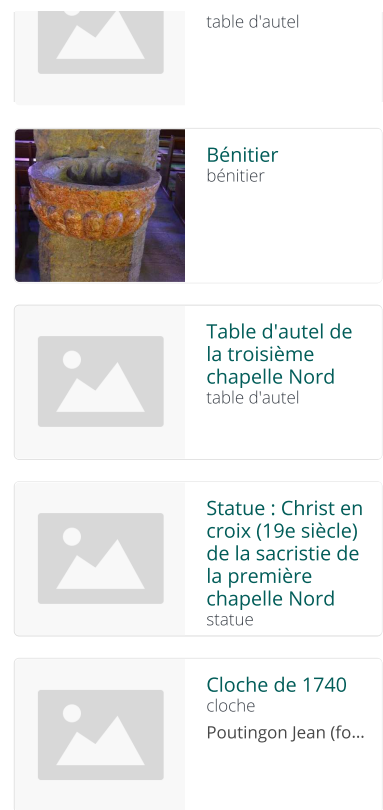 table d'autel
Bénitier
bénitier
Table d'autel de
la troisième
chapelle Nord
table d'autel
Statue : Christ en
croix (19e siècle)
de la sacristie de
la première
chapelle Nord
statue
Cloche de 1740
cloche
Poutingon Jean (fo...